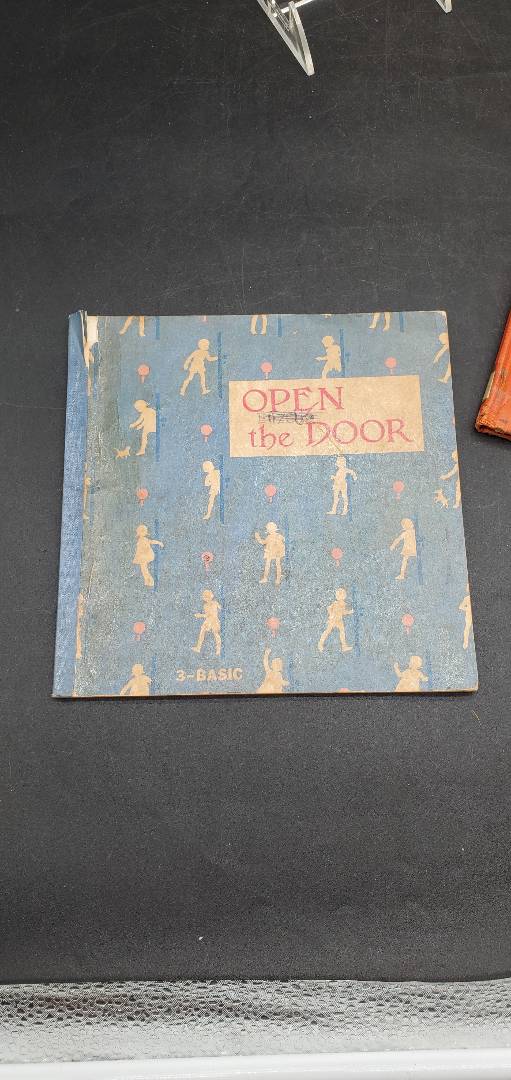 OPEN
the DOOR
3-BASIC